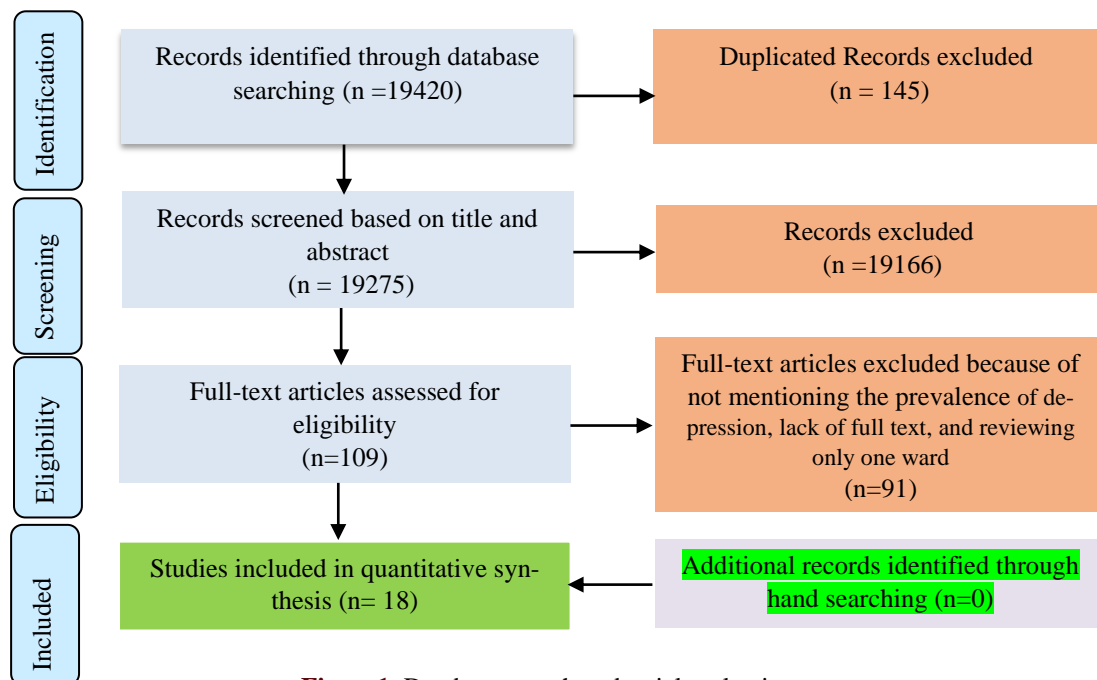 Identification
Records identified through database
searching (n =19420)
Duplicated Records excluded
(n = 145)
Screening
Records screened based on title and
abstract
(n = 19275)
Records excluded
(n =19166)
Eligibility
Full-text articles assessed for
eligibility
(n=109)
Full-text articles excluded because of
not mentioning the prevalence of de-
pression, lack of full text, and reviewing
only one ward
(n=91)
Included
Studies included in quantitative syn-
thesis (n= 18)
Additional records identified through
hand searching (n=0)
Figure 1.